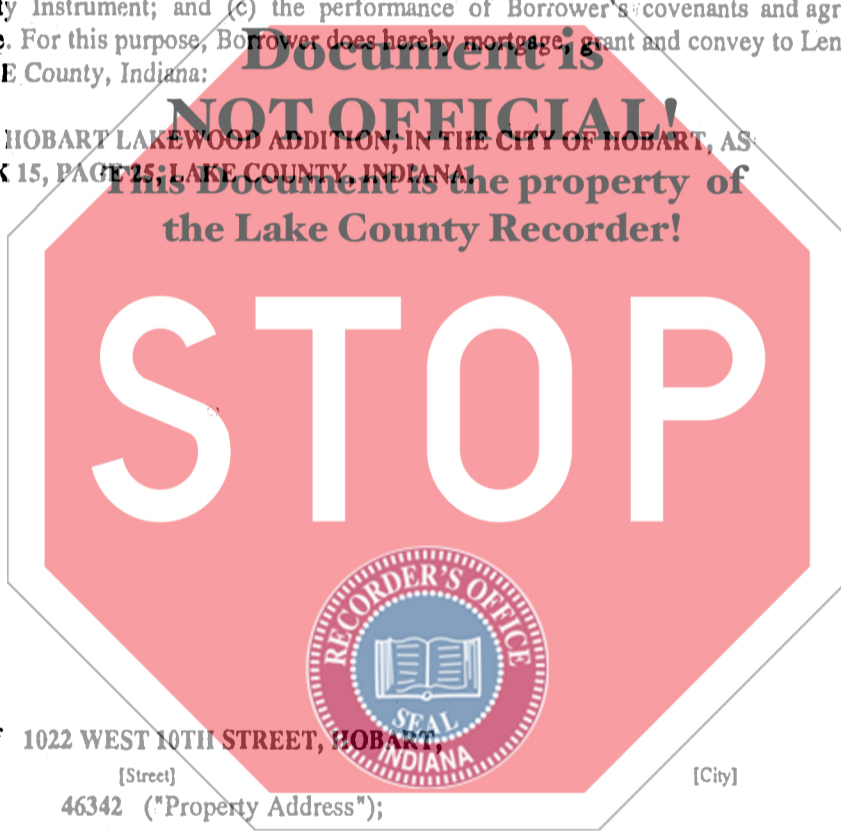 ty Instrument; and (c) the performance of Borrower's covenants and agr
e. For this purpose, Borrower does hereby mortgage, grant and convey to Len
E County, Indiana:
Document is
NOT OFFICIAL!
HOBART LAKEWOOD ADDITION, IN THE CITY OF HOBART, AS
K 15, PAGE 25, LAKE COUNTY, INDIANA.
This Document is the property of
the Lake County Recorder!
STOP
RECORDER'S OFFICE
SEAL
INDIANA
1022 WEST 10TH STREET, HOBART,
[Street] [City]
46342 ("Property Address");